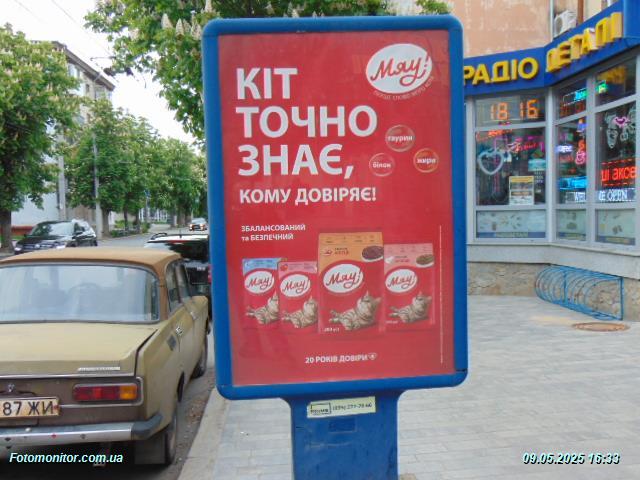 КІТ
ТОЧНО
ЗНАЄ,
КОМУ ДОВІРЯЄ!
Мяу!
таурин
білок
жири
ЗБАЛАНСОВАНИЙ
та БЕЗПЕЧНИЙ
Мяу!
Мяу!
Мяу!
Мяу!
20 РОКІВ ДОВІРИ
РАДІО ДЕТАЛІ
18 16
OPEN
87 ЖИ
Fotomonitor.com.ua
09.05.2025 16:33